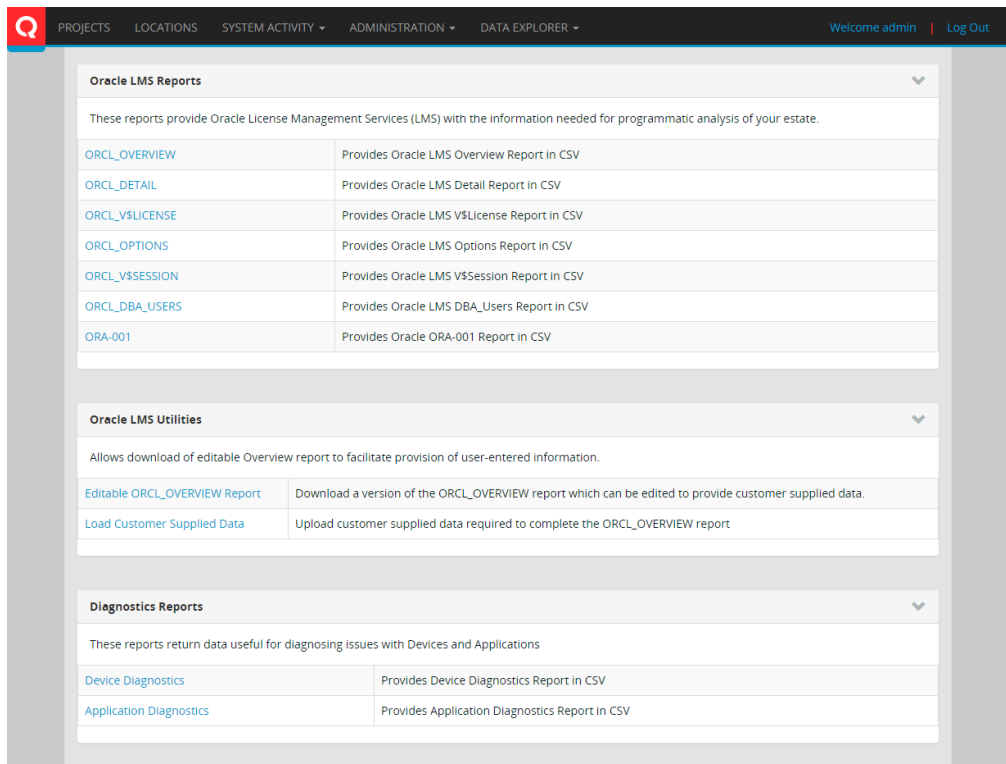 PROJECTS LOCATIONS SYSTEM ACTIVITY ADMINISTRATION DATA EXPLORER Welcome admin | Log Out
Oracle LMS Reports
These reports provide Oracle License Management Services (LMS) with the information needed for programmatic analysis of your estate.
ORCL_OVERVIEW Provides Oracle LMS Overview Report in CSV
ORCL_DETAIL Provides Oracle LMS Detail Report in CSV
ORCL_V$LICENSE Provides Oracle LMS V$License Report in CSV
ORCL_OPTIONS Provides Oracle LMS Options Report in CSV
ORCL_V$SESSION Provides Oracle LMS V$Session Report in CSV
ORCL_DBA_USERS Provides Oracle LMS DBA_Users Report in CSV
ORA-001 Provides Oracle ORA-001 Report in CSV
Oracle LMS Utilities
Allows download of editable Overview report to facilitate provision of user-entered information.
Editable ORCL_OVERVIEW Report Download a version of the ORCL_OVERVIEW report which can be edited to provide customer supplied data.
Load Customer Supplied Data Upload customer supplied data required to complete the ORCL_OVERVIEW report
Diagnostics Reports
These reports return data useful for diagnosing issues with Devices and Applications
Device Diagnostics Provides Device Diagnostics Report in CSV
Application Diagnostics Provides Application Diagnostics Report in CSV